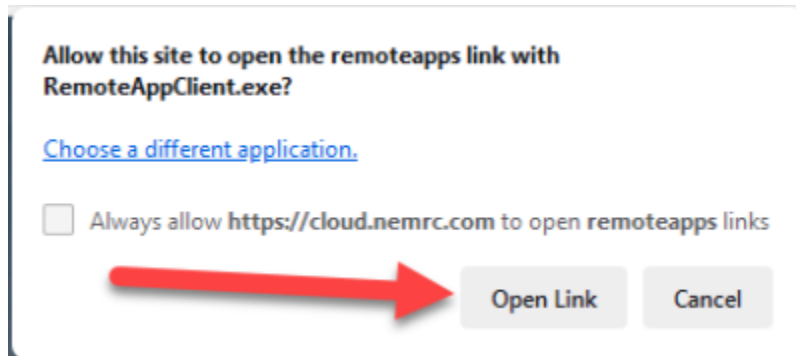 Allow this site to open the remoteapps link with
RemoteAppClient.exe?
Choose a different application.
Always allow https://cloud.nemrc.com to open remoteapps links
Open Link
Cancel